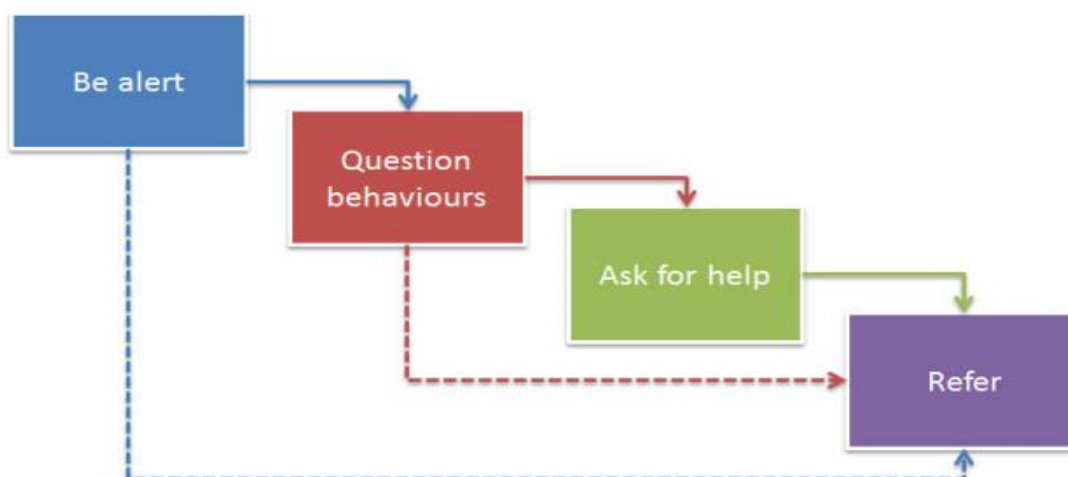 Be alert
Question
behaviours
Ask for help
Refer